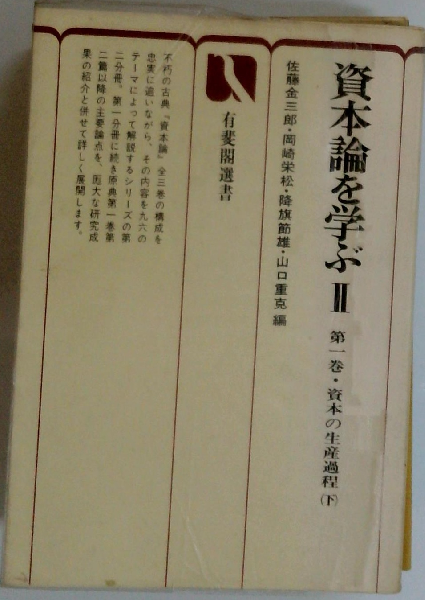 資本論を学ぶ II
第一巻・資本の生産過程(下)
佐藤金三郎・岡崎栄松・降旗節雄・山口重克 編
有斐閣選書
不朽の古典『資本論』全三巻の構成を
忠実に追いながら、その内容を九六の
テーマによって解説するシリーズの第
二分冊。第一分冊に続き原典第一巻第
三篇以降の主要論点を、厖大な研究成
果の紹介と併せて詳しく展開します。